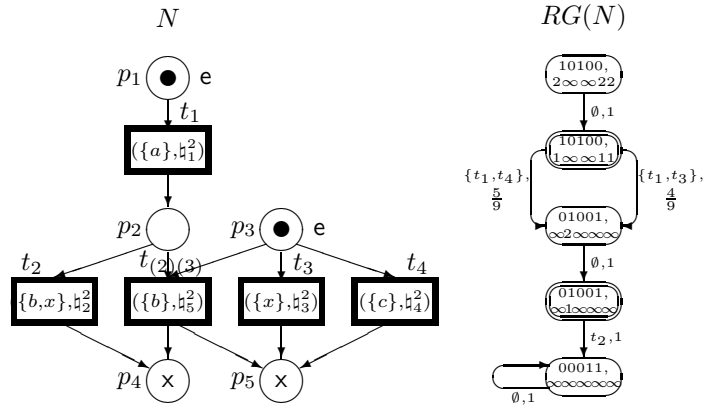 N
RG(N)
p₁
e
t₁
({a},♮²₁)
p₂
p₃
e
t₂
t₍₂₎₍₃₎
t₃
t₄
({b,x},♮²₂)
({b},♮²₅)
({x},♮²₃)
({c},♮²₄)
p₄
x
p₅
x
10100,
2∞∞22
∅,1
10100,
1∞∞11
{t₁,t₄},
5/9
{t₁,t₃},
4/9
01001,
∞2∞∞∞
∅,1
01001,
∞1∞∞∞
t₂,1
00011,
∞∞∞∞∞
∅,1